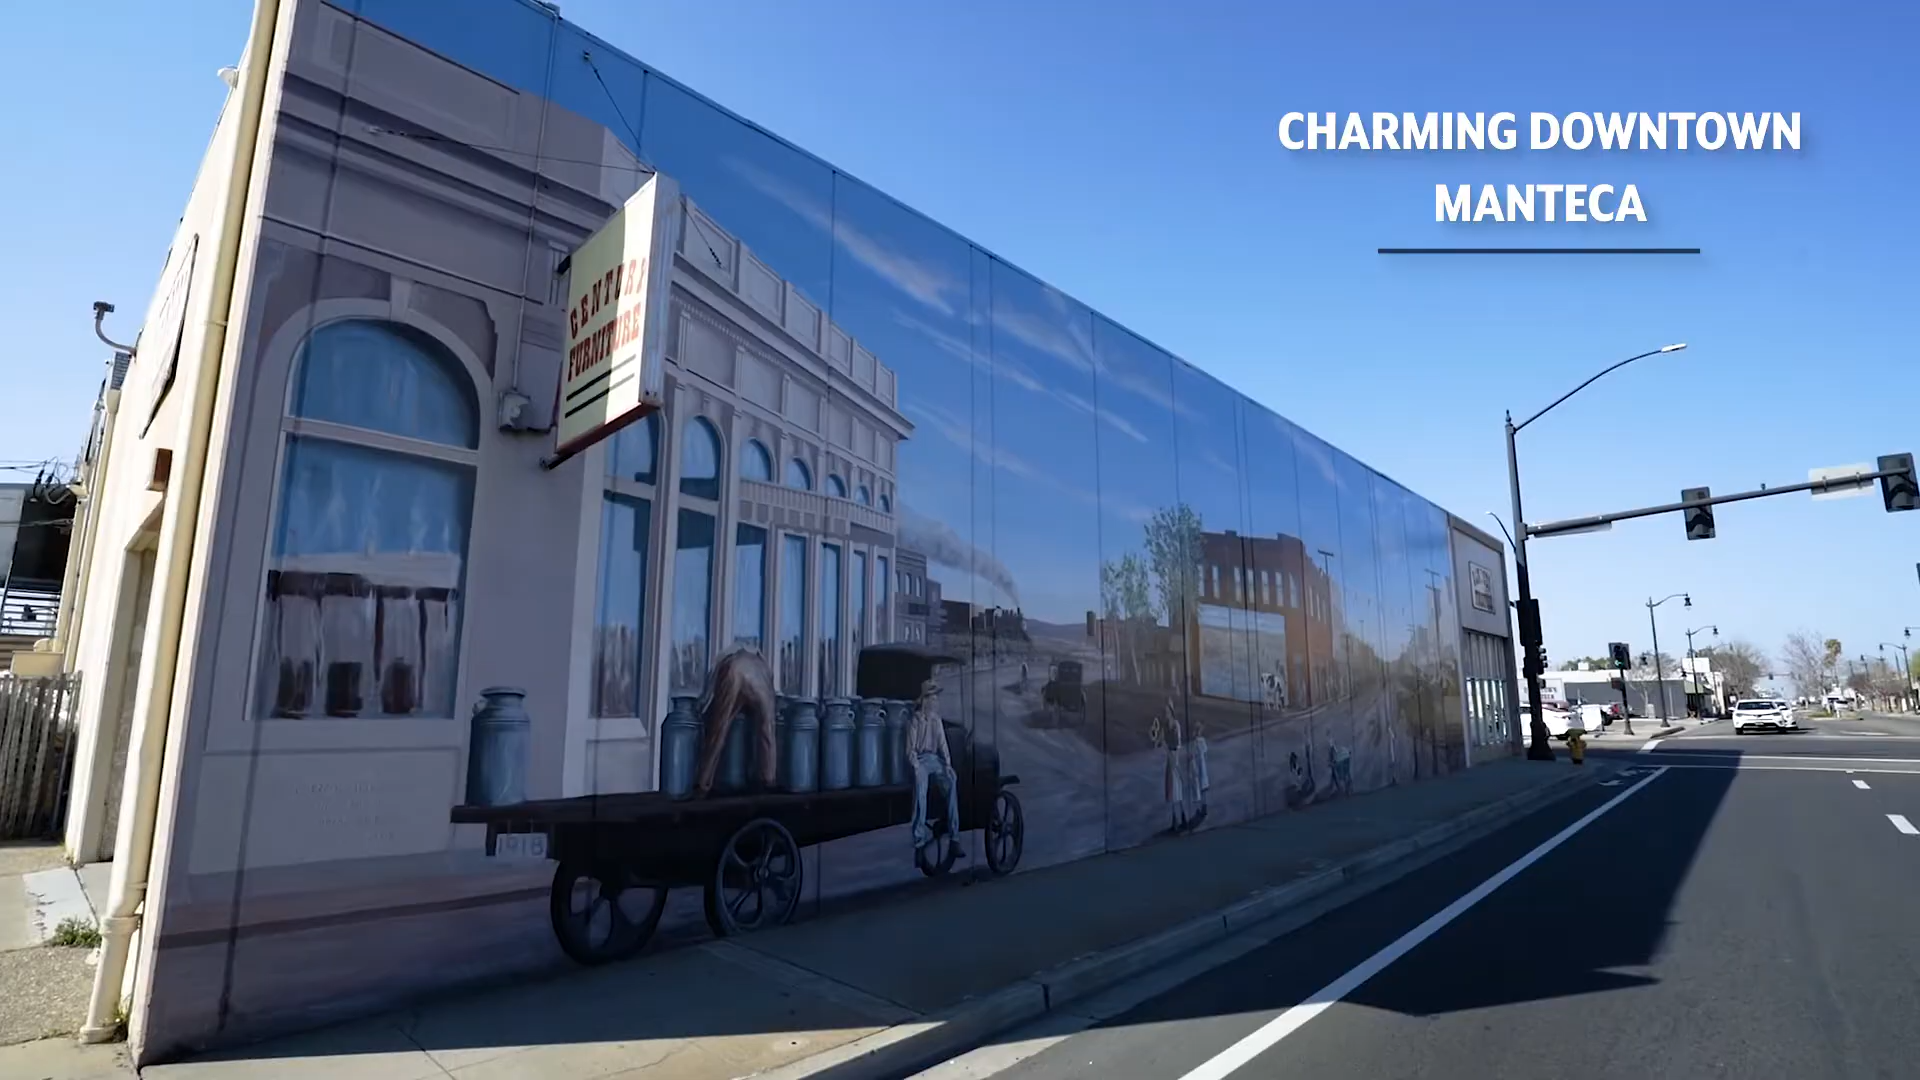 CHARMING DOWNTOWN
MANTECA
CENTURY
FURNITURE
1918